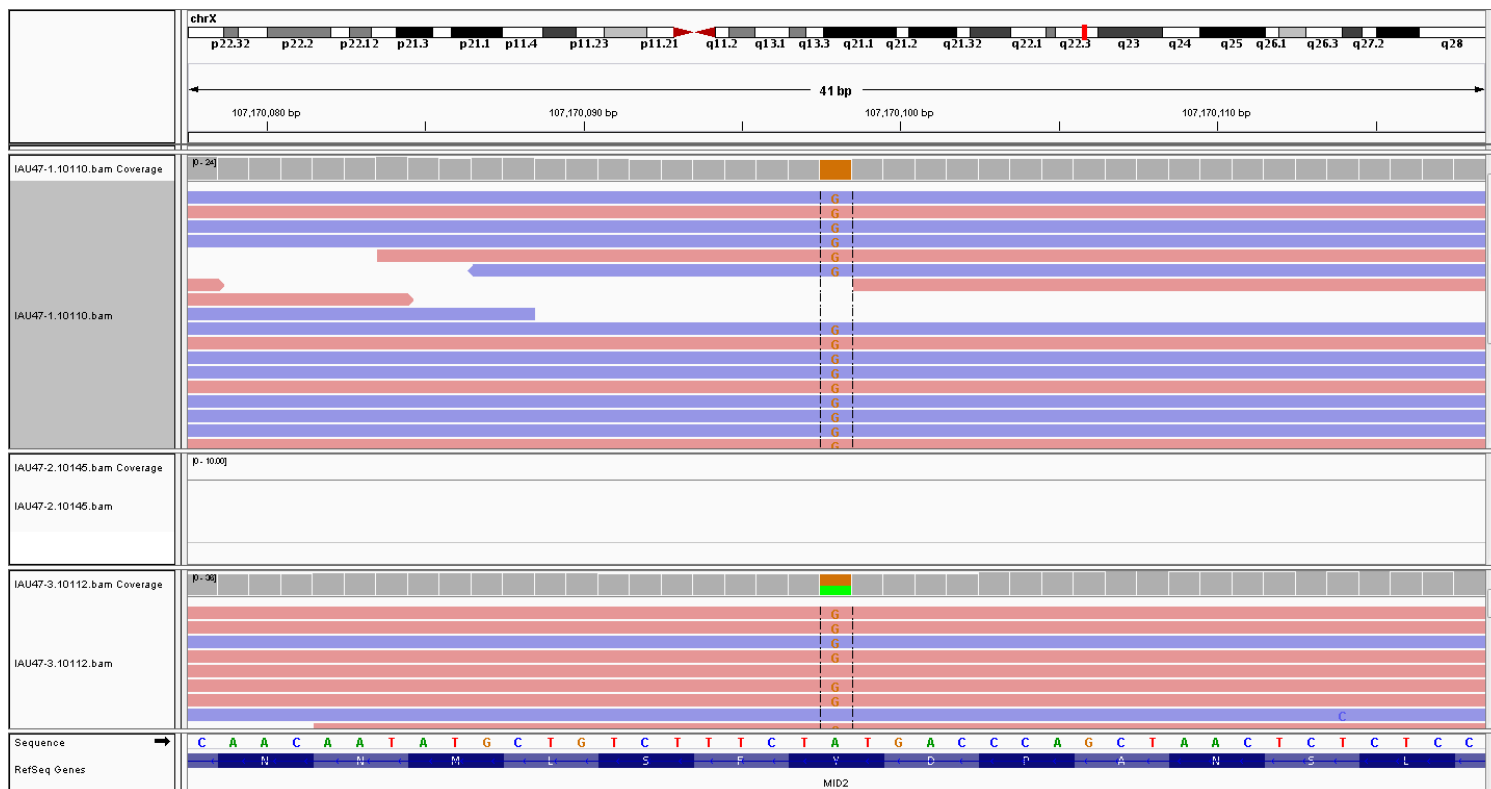 chrX
p22.32 p22.2 p22.12 p21.3 p21.1 p11.4 p11.23 p11.21 q11.2 q13.1 q13.3 q21.1 q21.2 q21.32 q22.1 q22.3 q23 q24 q25 q26.1 q26.3 q27.2 q28
41 bp
107,170,080 bp 107,170,090 bp 107,170,100 bp 107,170,110 bp
IAU47-1.10110.bam Coverage
[0 - 24]
G
G
G
G
G
G
IAU47-1.10110.bam
G
G
G
G
G
G
G
G
G
IAU47-2.10145.bam Coverage
[0 - 10.00]
IAU47-2.10145.bam
IAU47-3.10112.bam Coverage
[0 - 38]
G
G
G
G
IAU47-3.10112.bam
G
G
C
Sequence C A A C A A T A T G C T G T C T T T C T A T G A C C C A G C T A A C T C T C T C C
RefSeq Genes N N M L S F Y D P A N S L
MID2